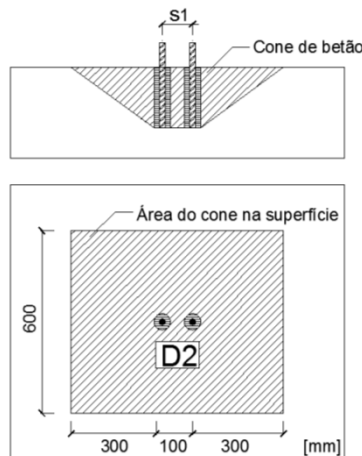 s1
Cone de betão
Área do cone na superfície
600
D2
300 100 300 [mm]